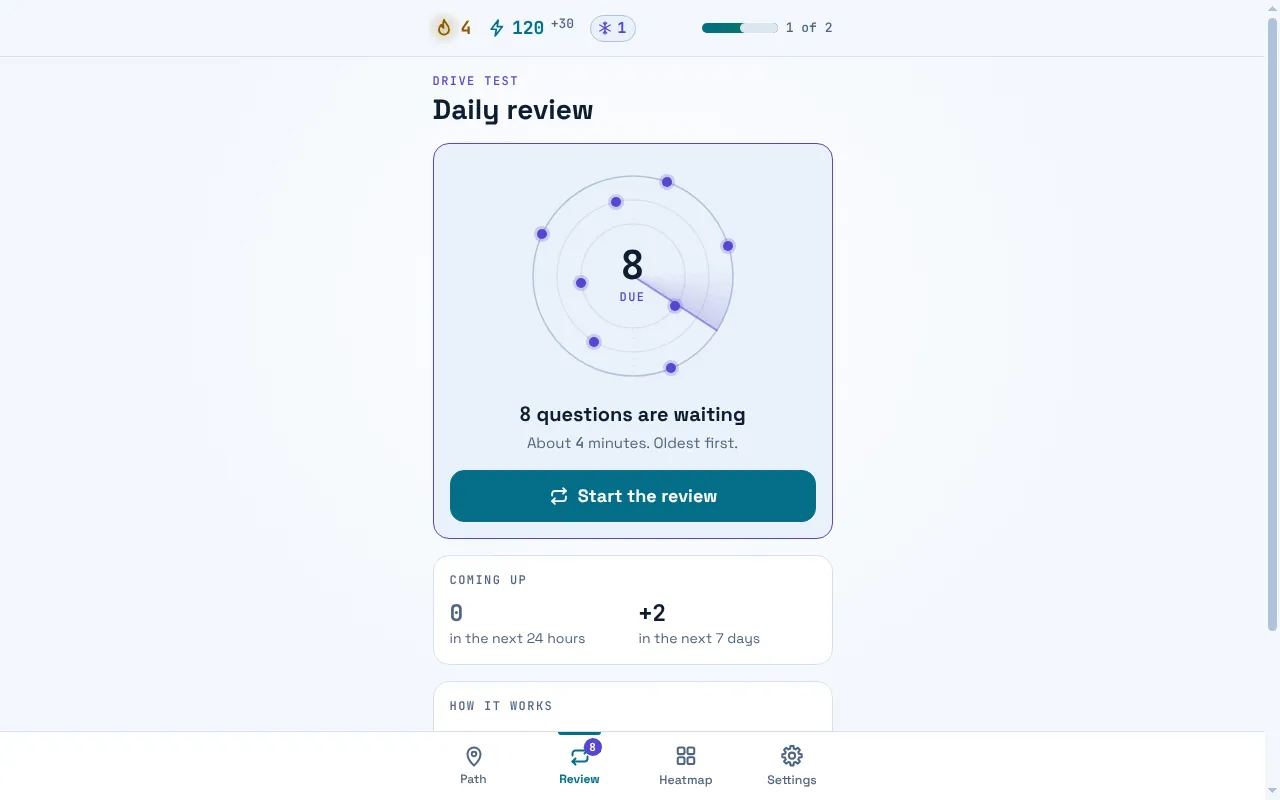 4 120 +30 1 1 of 2
DRIVE TEST
Daily review
8
DUE
8 questions are waiting
About 4 minutes. Oldest first.
Start the review
COMING UP
0 +2
in the next 24 hours in the next 7 days
HOW IT WORKS
8
Path Review Heatmap Settings